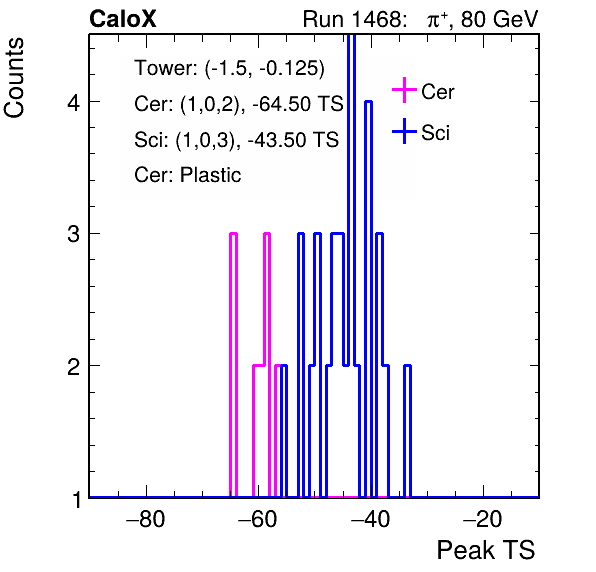 CaloX Run 1468: π⁺, 80 GeV
Counts
Tower: (-1.5, -0.125)
Cer: (1,0,2), -64.50 TS
Sci: (1,0,3), -43.50 TS
Cer: Plastic
Cer
Sci
4
3
2
1
−80 −60 −40 −20
Peak TS